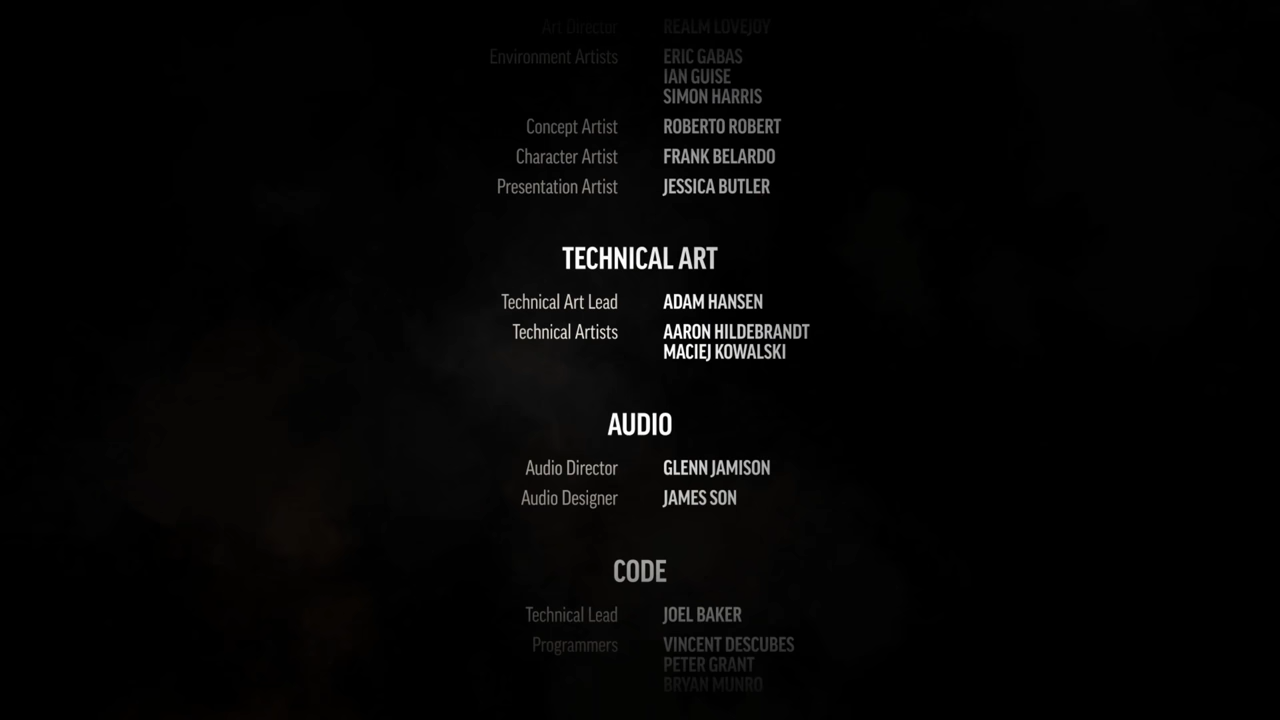 Art Director REALM LOVEJOY
Environment Artists ERIC GABAS
IAN GUISE
SIMON HARRIS
Concept Artist ROBERTO ROBERT
Character Artist FRANK BELARDO
Presentation Artist JESSICA BUTLER
TECHNICAL ART
Technical Art Lead ADAM HANSEN
Technical Artists AARON HILDEBRANDT
MACIEJ KOWALSKI
AUDIO
Audio Director GLENN JAMISON
Audio Designer JAMES SON
CODE
Technical Lead JOEL BAKER
Programmers VINCENT DESCUBES
PETER GRANT
BRYAN MUNRO